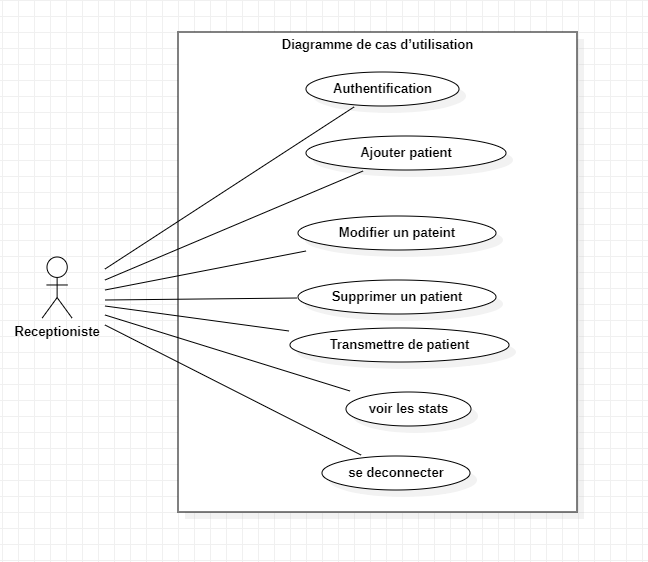 Diagramme de cas d'utilisation
Authentification
Ajouter patient
Modifier un pateint
Receptioniste
Supprimer un patient
Transmettre de patient
voir les stats
se deconnecter